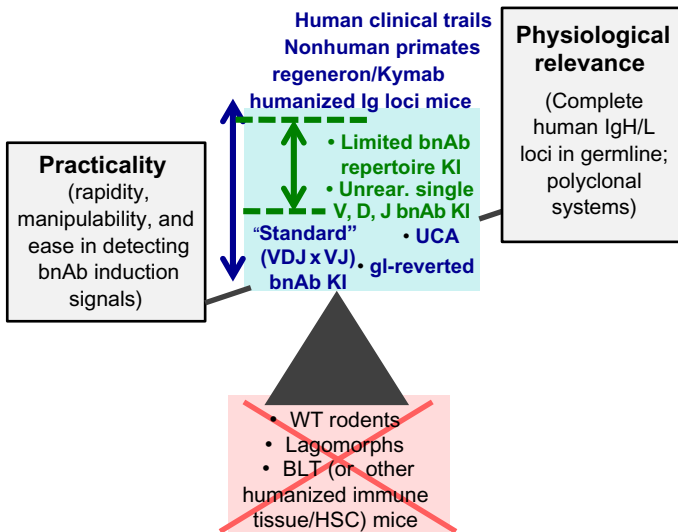 Human clinical trails
Nonhuman primates
regeneron/Kymab
humanized Ig loci mice
Physiological
relevance
(Complete
human IgH/L
loci in germline;
polyclonal
systems)
Practicality
(rapidity,
manipulability, and
ease in detecting
bnAb induction
signals)
• Limited bnAb
repertoire KI
• Unrear. single
V, D, J bnAb KI
“Standard”
(VDJ x VJ)
bnAb KI
• UCA
• gl-reverted
• WT rodents
• Lagomorphs
• BLT (or other
humanized immune
tissue/HSC) mice